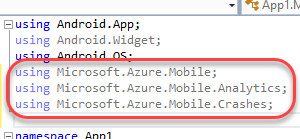 App1.M
using Android.App;
using Android.Widget;
using Android.OS;
using Microsoft.Azure.Mobile;
using Microsoft.Azure.Mobile.Analytics;
using Microsoft.Azure.Mobile.Crashes;
namespace App1